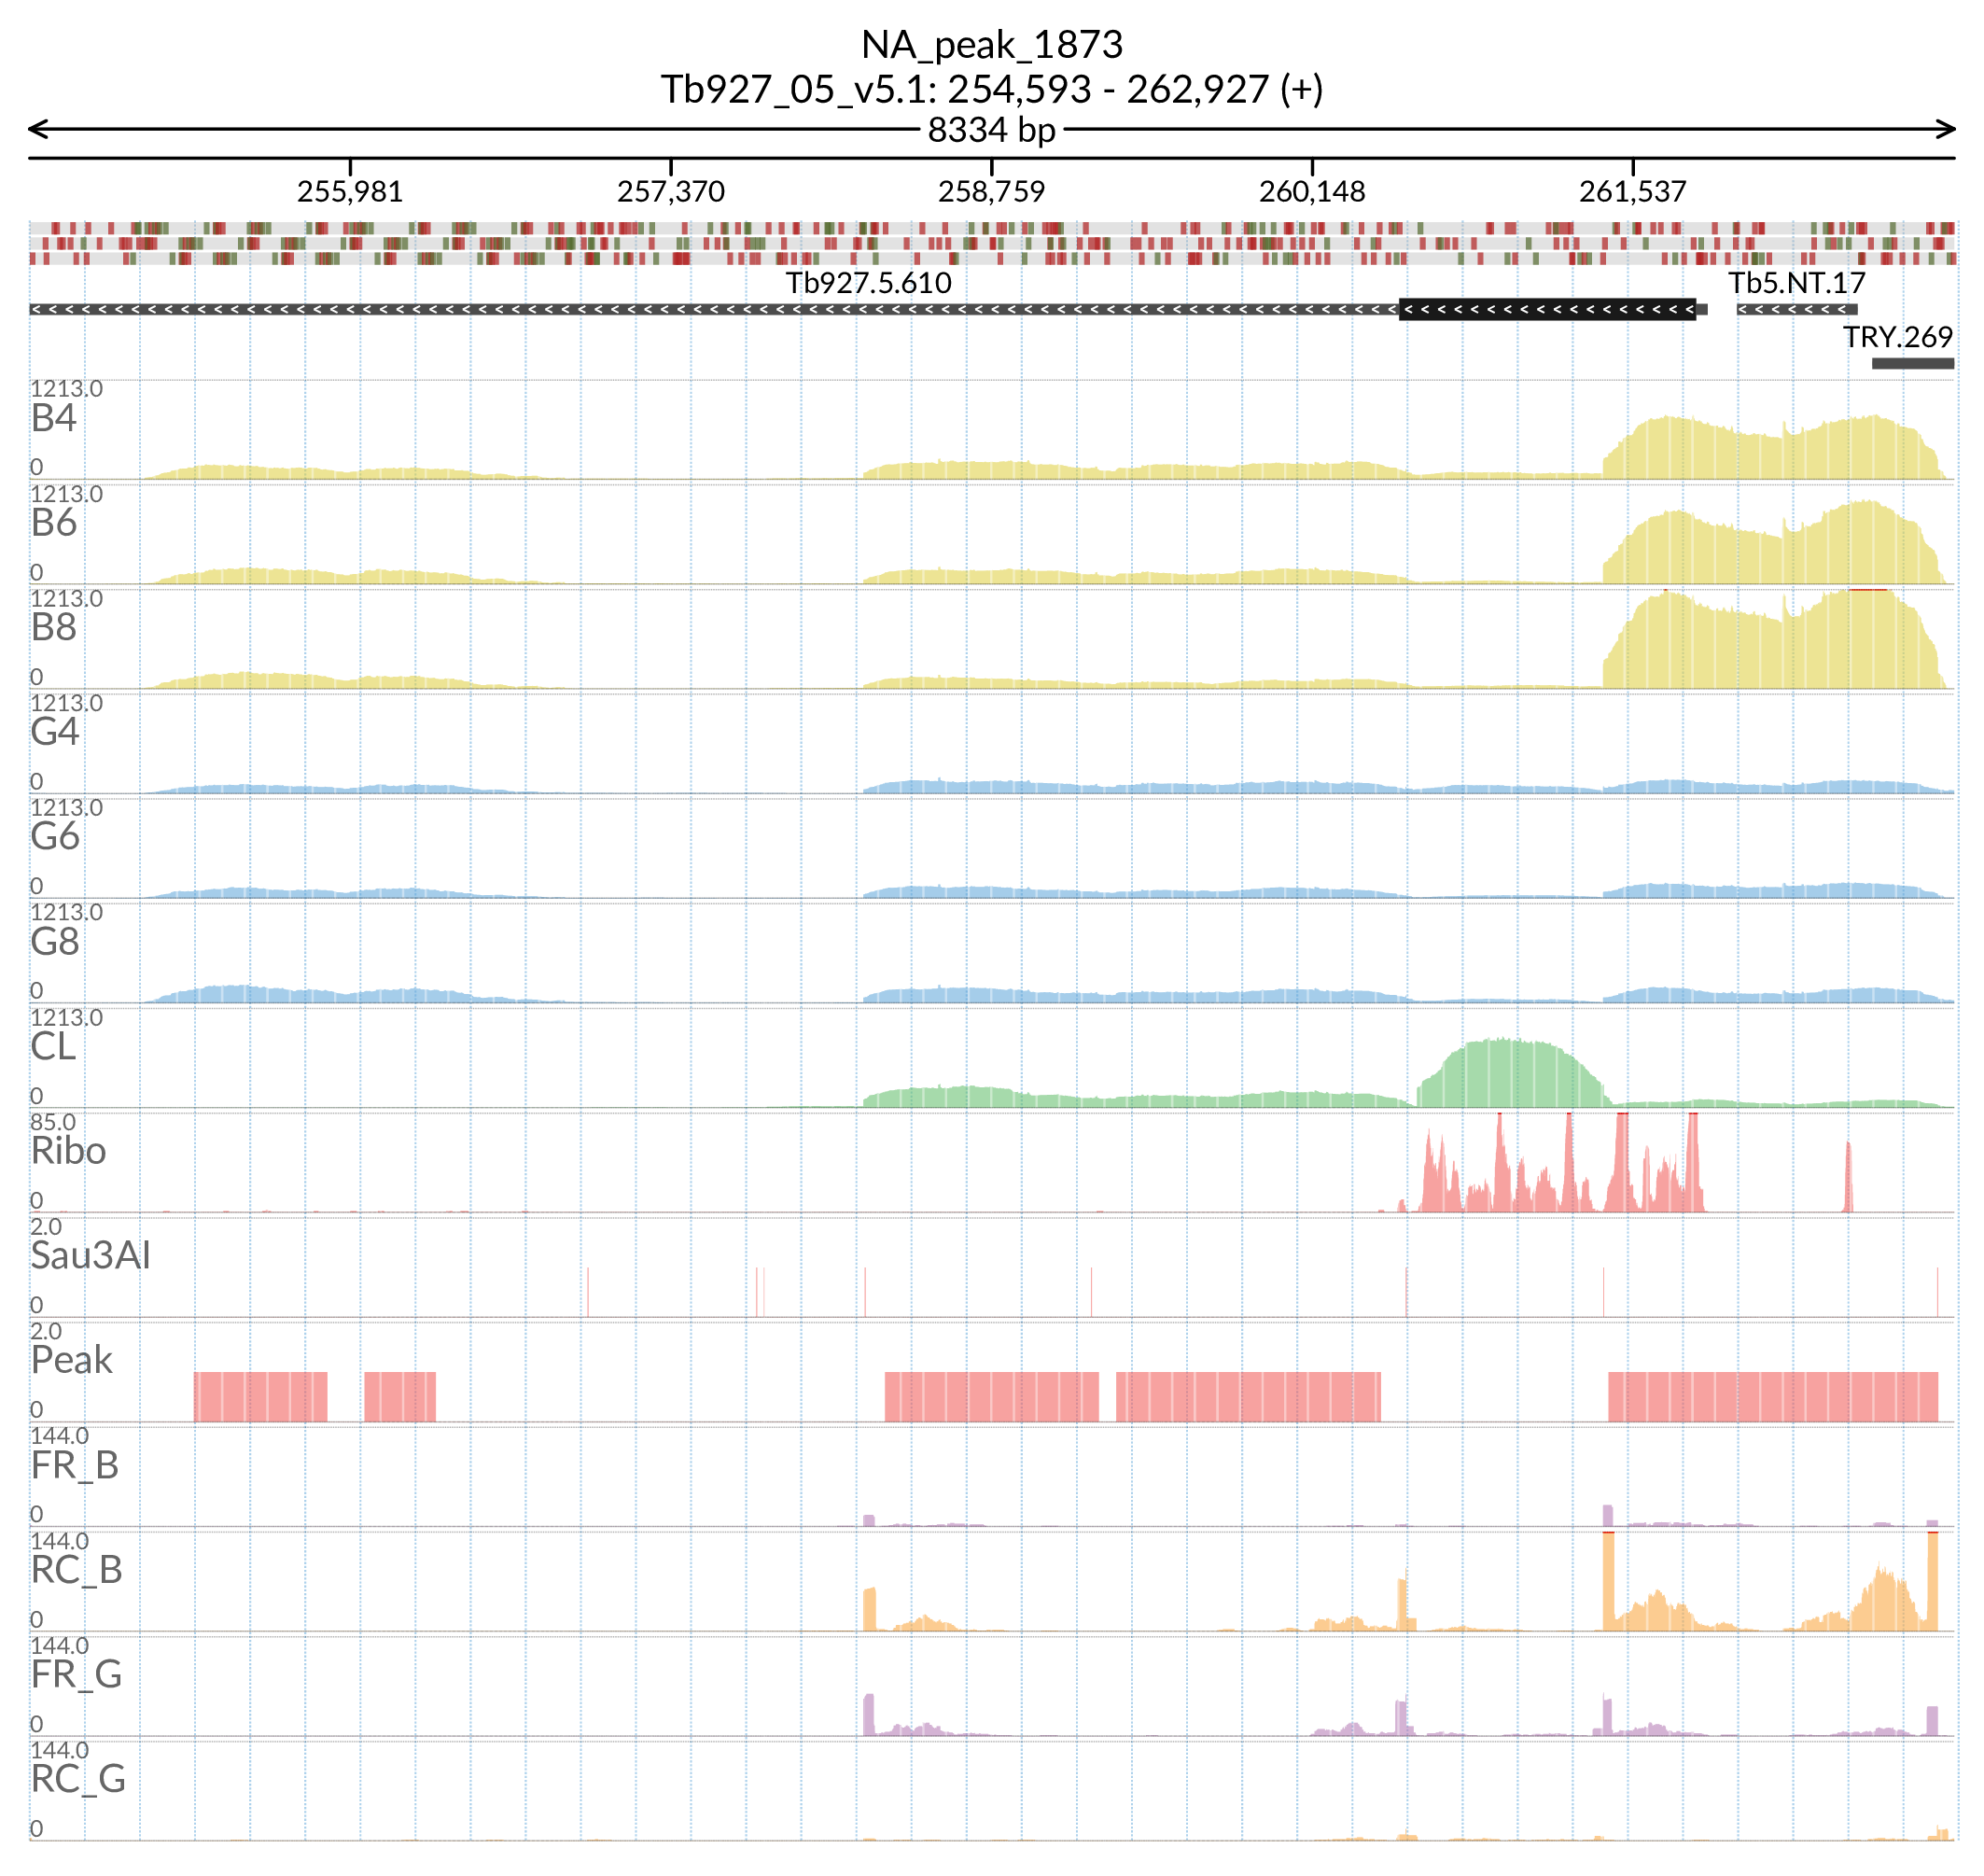 NA_peak_1873
Tb927_05_v5.1: 254,593 - 262,927 (+)
8334 bp
255,981 257,370 258,759 260,148 261,537
Tb927.5.610 Tb5.NT.17
TRY.269
1213.0
B4
0
1213.0
B6
0
1213.0
B8
0
1213.0
G4
0
1213.0
G6
0
1213.0
G8
0
1213.0
CL
0
85.0
Ribo
0
2.0
Sau3AI
0
2.0
Peak
0
144.0
FR_B
0
144.0
RC_B
0
144.0
FR_G
0
144.0
RC_G
0